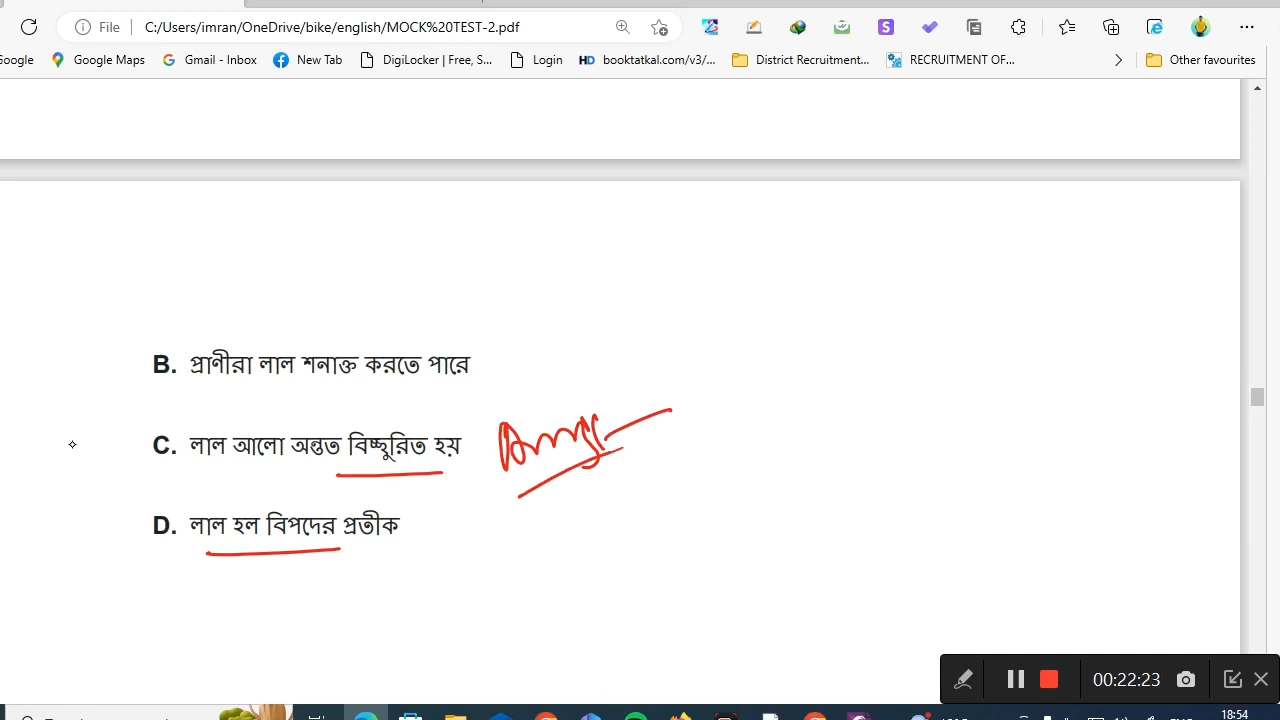 File C:/Users/imran/OneDrive/bike/english/MOCK%20TEST-2.pdf
Google Google Maps Gmail - Inbox New Tab DigiLocker | Free, S... Login HD booktatkal.com/v3/... District Recruitment... RECRUITMENT OF... Other favourites
B. প্রাণীরা লাল শনাক্ত করতে পারে
C. লাল আলো অন্তত বিচ্ছুরিত হয়
D. লাল হল বিপদের প্রতীক
00:22:23
18:54